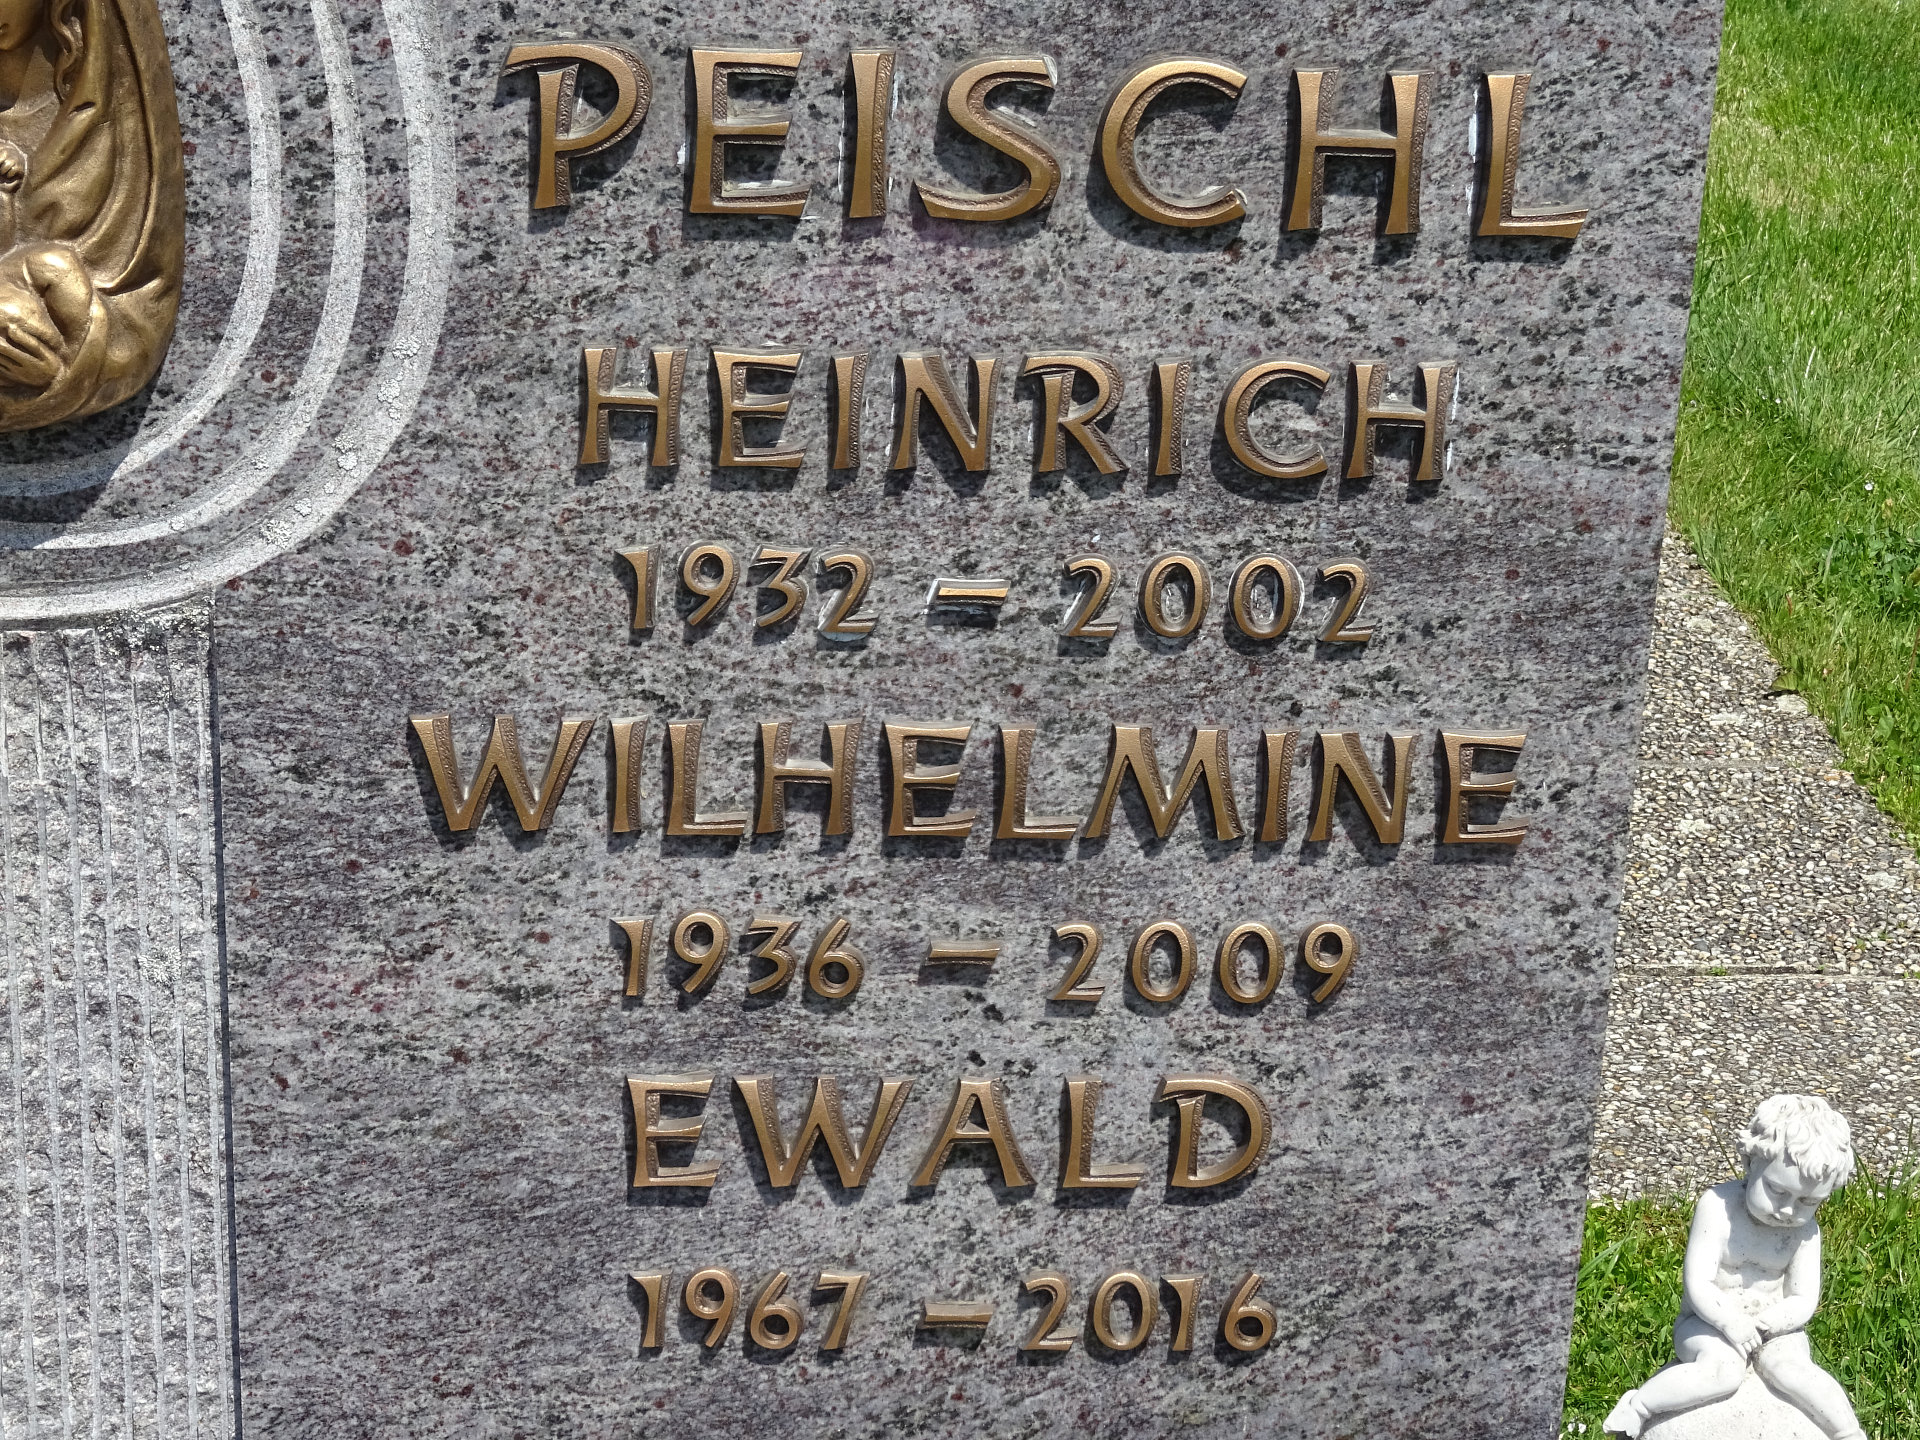 PEISCHL
HEINRICH
1932 – 2002
WILHELMINE
1936 – 2009
EWALD
1967 – 2016